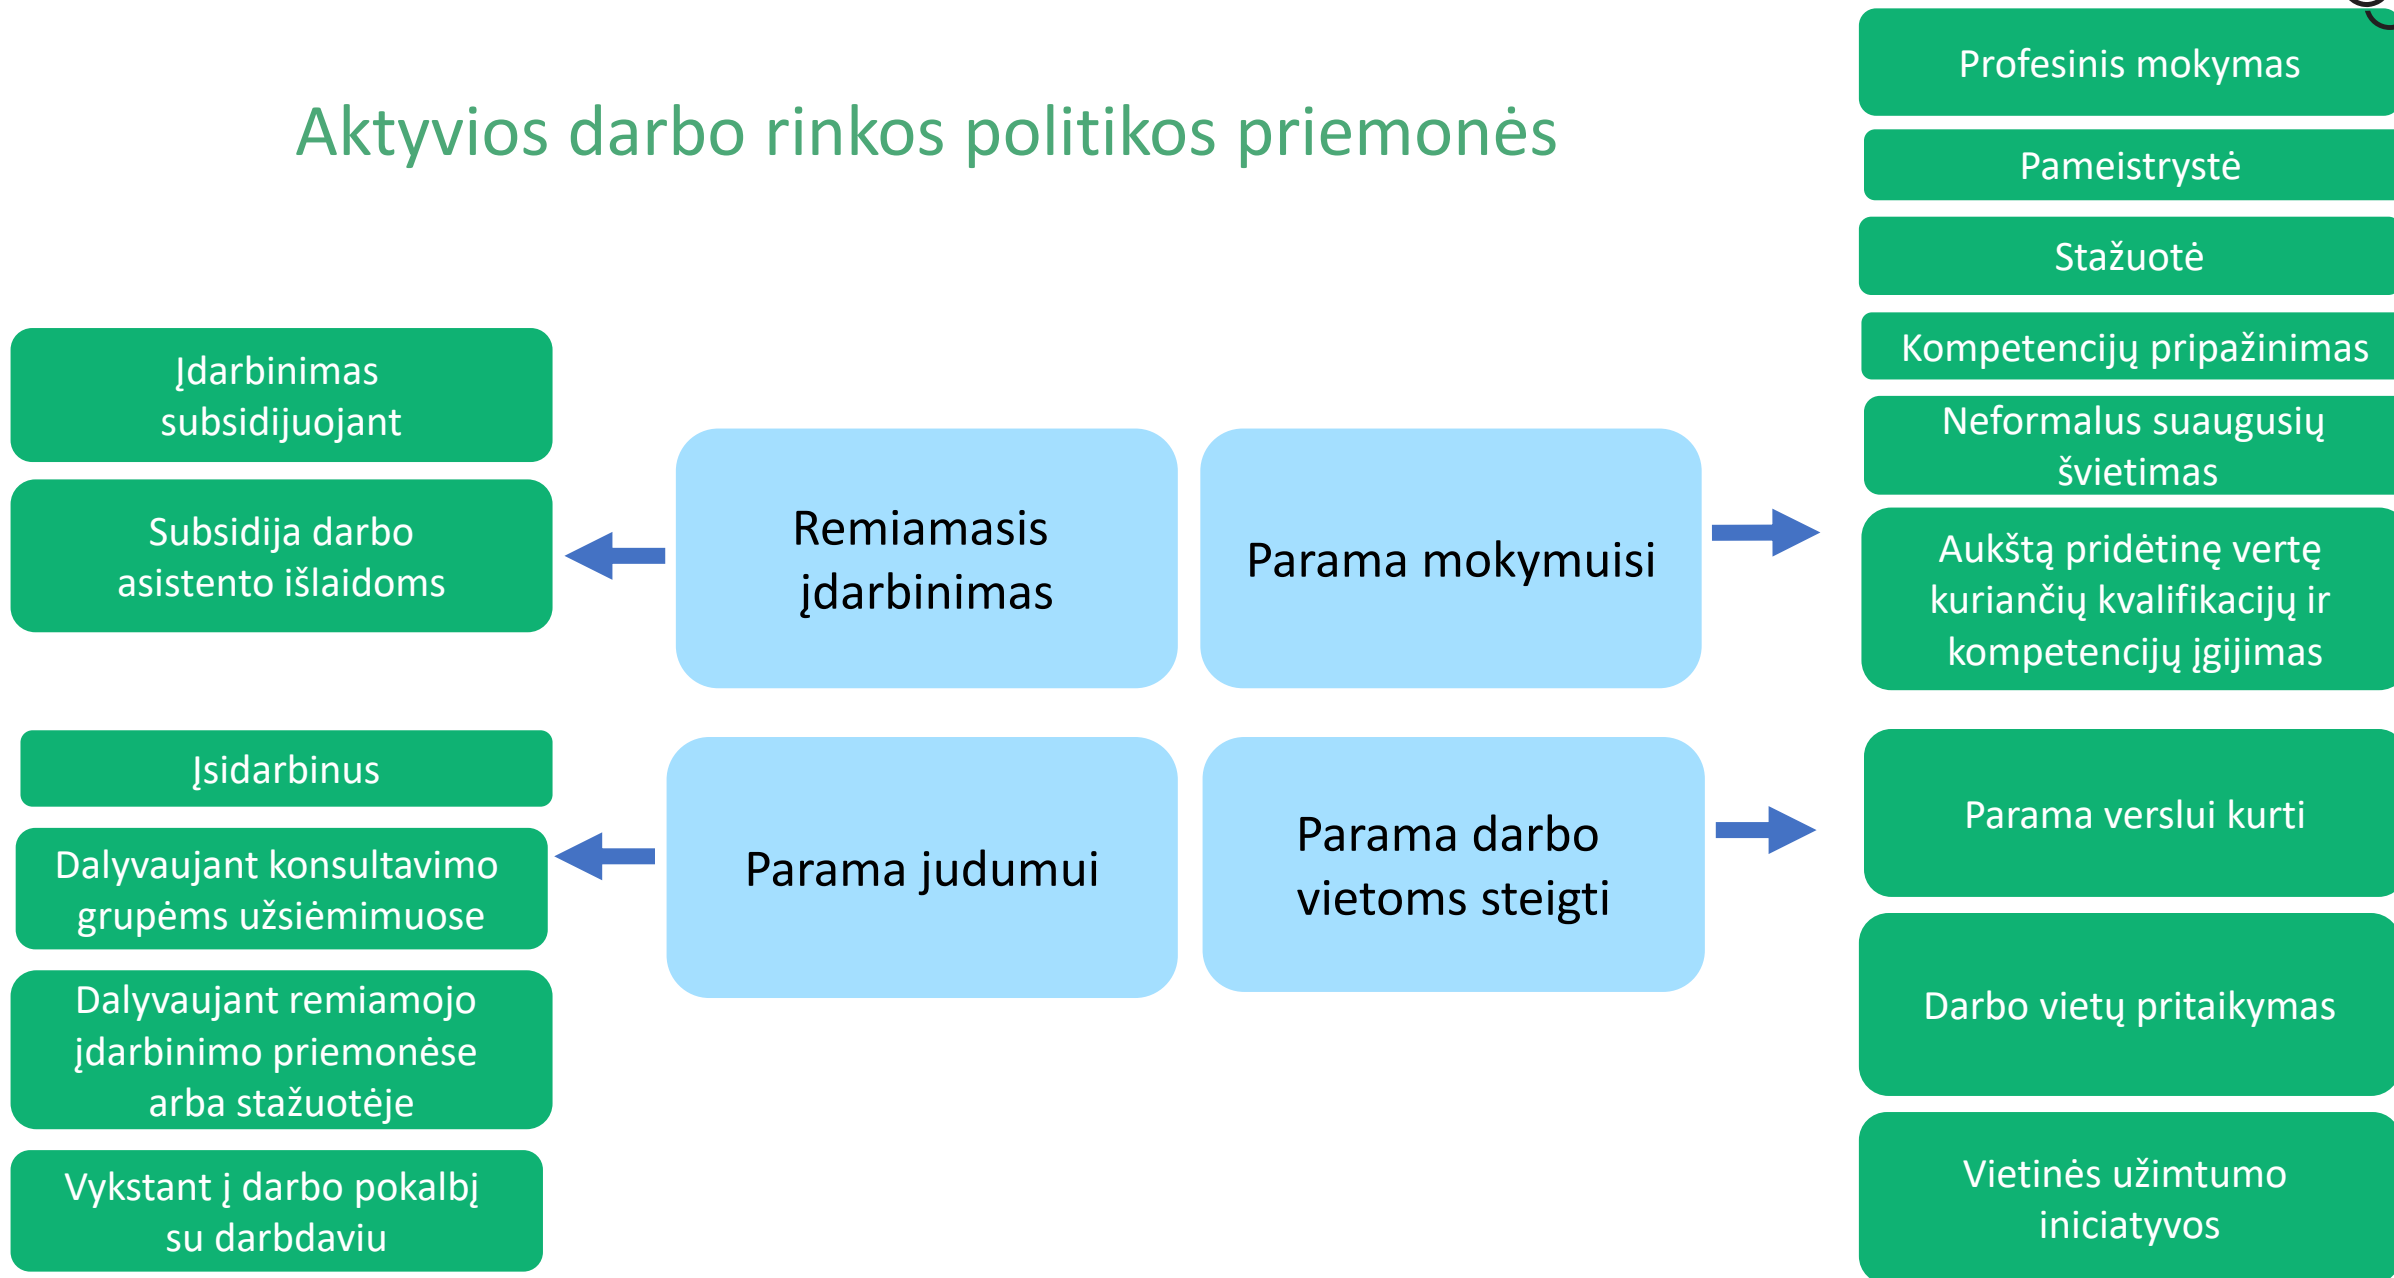 Aktyvios darbo rinkos politikos priemonės
Įdarbinimas
subsidijuojant
Subsidija darbo
asistento išlaidoms
Remiamasis
įdarbinimas
Parama mokymuisi
Profesinis mokymas
Pameistrystė
Stažuotė
Kompetencijų pripažinimas
Neformalus suaugusių
švietimas
Aukštą pridėtinę vertę
kuriančių kvalifikacijų ir
kompetencijų įgijimas
Įsidarbinus
Dalyvaujant konsultavimo
grupėms užsiėmimuose
Dalyvaujant remiamojo
įdarbinimo priemonėse
arba stažuotėje
Vykstant į darbo pokalbį
su darbdaviu
Parama judumui
Parama darbo
vietoms steigti
Parama verslui kurti
Darbo vietų pritaikymas
Vietinės užimtumo
iniciatyvos